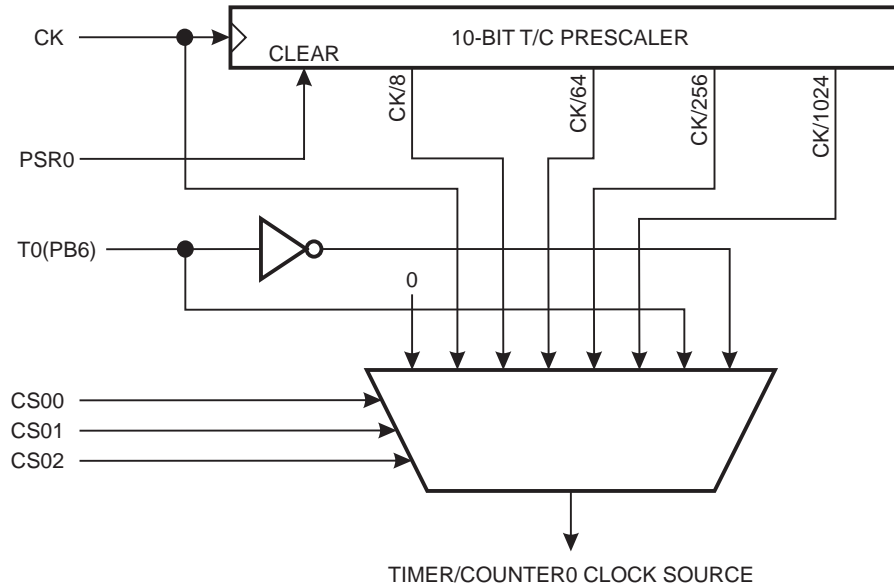 CK
10-BIT T/C PRESCALER
CLEAR
CK/8
CK/64
CK/256
CK/1024
PSR0
T0(PB6)
0
CS00
CS01
CS02
TIMER/COUNTER0 CLOCK SOURCE